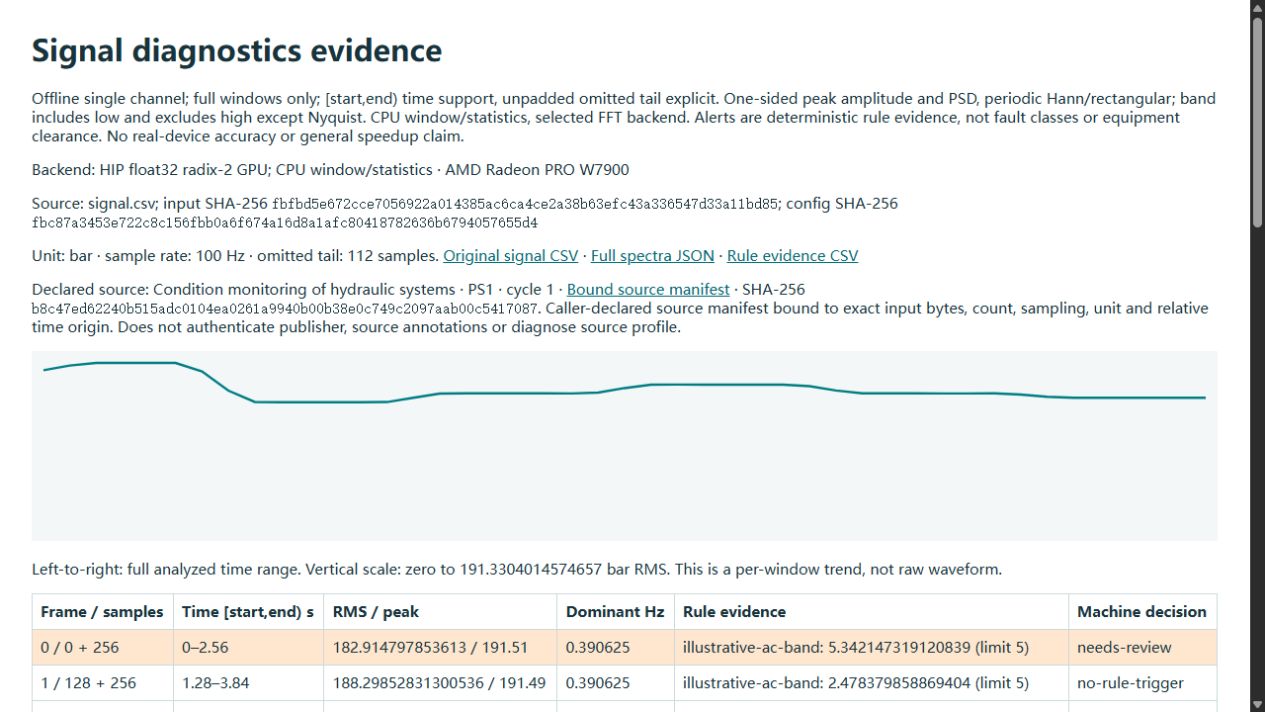 Signal diagnostics evidence
Offline single channel; full windows only; [start,end) time support, unpadded omitted tail explicit. One-sided peak amplitude and PSD, periodic Hann/rectangular; band
includes low and excludes high except Nyquist. CPU window/statistics, selected FFT backend. Alerts are deterministic rule evidence, not fault classes or equipment
clearance. No real-device accuracy or general speedup claim.
Backend: HIP float32 radix-2 GPU; CPU window/statistics · AMD Radeon PRO W7900
Source: signal.csv; input SHA-256 fbfbd5e672cce7056922a014385ac6ca4ce2a38b63efc43a336547d33a11bd85; config SHA-256
fbc87a3453e722c8c156fbb0a6f674a16d8a1afc80418782636b6794057655d4
Unit: bar · sample rate: 100 Hz · omitted tail: 112 samples. Original signal CSV · Full spectra JSON · Rule evidence CSV
Declared source: Condition monitoring of hydraulic systems · PS1 · cycle 1 · Bound source manifest · SHA-256
b8c47ed62240b515adc0104ea0261a9940b00b38e0c749c2097aab00c5417087. Caller-declared source manifest bound to exact input bytes, count, sampling, unit and relative
time origin. Does not authenticate publisher, source annotations or diagnose source profile.
Left-to-right: full analyzed time range. Vertical scale: zero to 191.3304014574657 bar RMS. This is a per-window trend, not raw waveform.
Frame / samples Time [start,end) s RMS / peak Dominant Hz Rule evidence Machine decision
0 / 0 + 256 0–2.56 182.914797853613 / 191.51 0.390625 illustrative-ac-band: 5.342147319120839 (limit 5) needs-review
1 / 128 + 256 1.28–3.84 188.29852831300536 / 191.49 0.390625 illustrative-ac-band: 2.478379858869404 (limit 5) no-rule-trigger